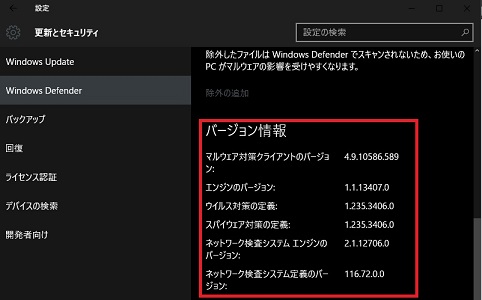 設定
更新とセキュリティ
設定の検索
Windows Update
Windows Defender
バックアップ
回復
ライセンス認証
デバイスの検索
開発者向け
除外したファイルは Windows Defender でスキャンされないため、お使いの
PC がマルウェアの影響を受けやすくなります。
除外の追加
バージョン情報
マルウェア対策クライアントのバージョ 4.9.10586.589
ン:
エンジンのバージョン: 1.1.13407.0
ウイルス対策の定義: 1.235.3406.0
スパイウェア対策の定義: 1.235.3406.0
ネットワーク検査システム エンジンの 2.1.12706.0
バージョン:
ネットワーク検査システム定義のバー 116.72.0.0
ジョン: